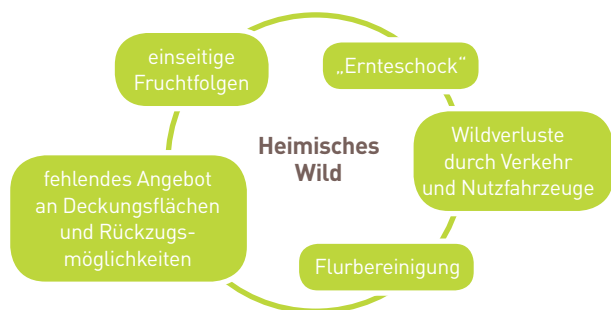 einseitige
Fruchtfolgen
„Ernteschock“
Heimisches
Wild
Wildverluste
durch Verkehr
und Nutzfahrzeuge
fehlendes Angebot
an Deckungsflächen
und Rückzugs-
möglichkeiten
Flurbereinigung